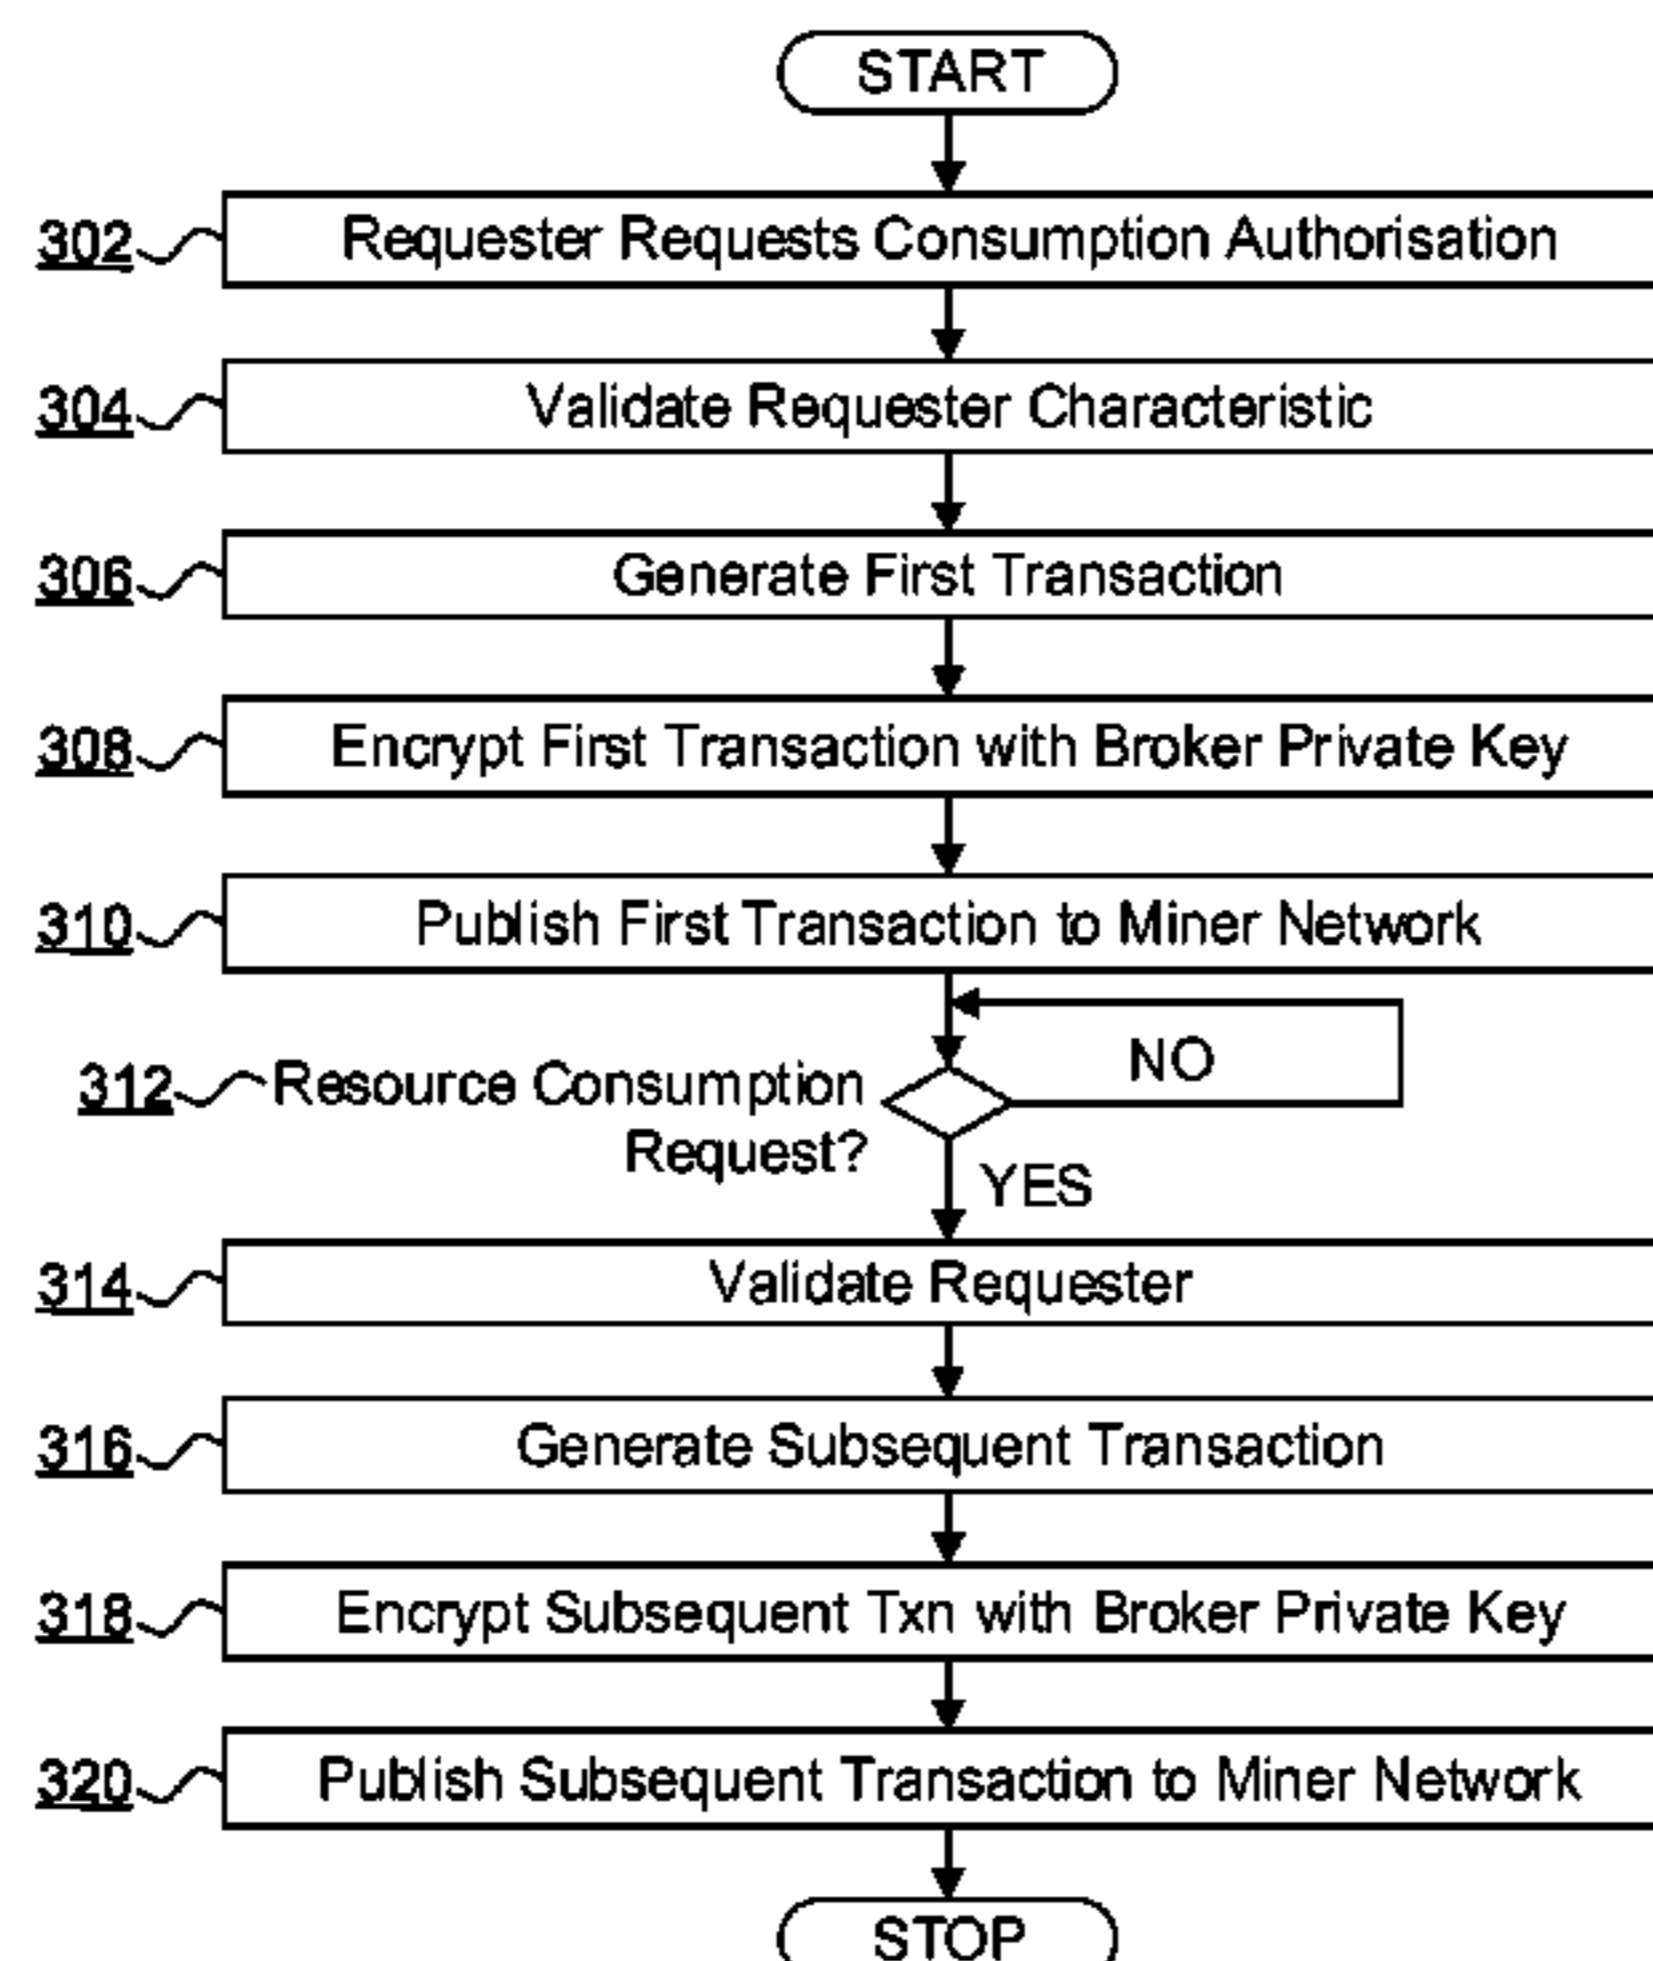 START
302 Requester Requests Consumption Authorisation
304 Validate Requester Characteristic
306 Generate First Transaction
308 Encrypt First Transaction with Broker Private Key
310 Publish First Transaction to Miner Network
NO
312 Resource Consumption
Request?
YES
314 Validate Requester
316 Generate Subsequent Transaction
318 Encrypt Subsequent Txn with Broker Private Key
320 Publish Subsequent Transaction to Miner Network
STOP